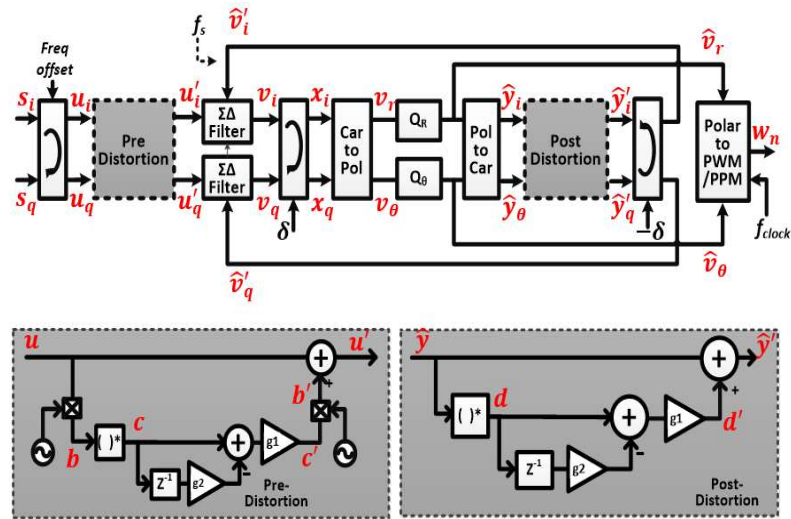 f_s
v̂′_i
v̂_r
Freq
offset
s_i u_i u′_i v_i x_i v_r ŷ_i ŷ′_i
Pre
Distortion
ΣΔ
Filter
Car
to
Pol
Q_R
Pol
to
Car
Post
Distortion
Polar
to
PWM
/PPM
w_n
ΣΔ
Filter
Q_θ
s_q u_q u′_q v_q x_q v_θ ŷ_θ ŷ′_q
δ
−δ
f_clock
v̂′_q
v̂_θ
u u′
b′
c
( )*
b
g1
c′
Z⁻¹
g2
+
+
−
Pre-
Distortion
ŷ ŷ′
+
+
d
( )*
+
g1
d′
−
Z⁻¹
g2
Post-
Distortion